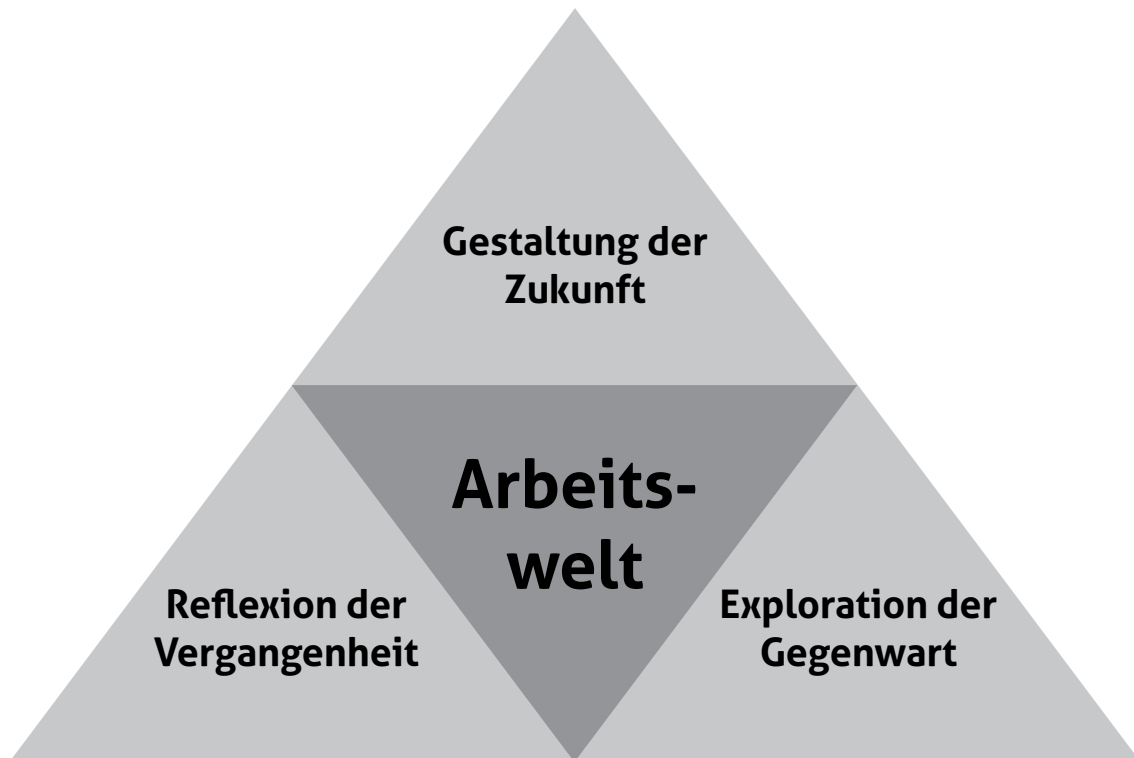 Gestaltung der
Zukunft
Arbeits-
welt
Reflexion der
Vergangenheit
Exploration der
Gegenwart